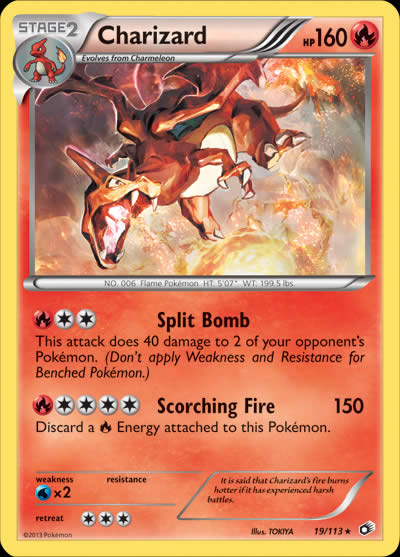 STAGE2
Charizard
HP160
Evolves from Charmeleon
NO. 006 Flame Pokémon HT: 5'07" WT: 199.5 lbs.
Split Bomb
This attack does 40 damage to 2 of your opponent's
Pokémon. (Don't apply Weakness and Resistance for
Benched Pokémon.)
Scorching Fire 150
Discard a Energy attached to this Pokémon.
weakness resistance
×2
retreat
It is said that Charizard's fire burns
hotter if it has experienced harsh
battles.
©2013 Pokémon
Illus. TOKIYA 19/113 ★